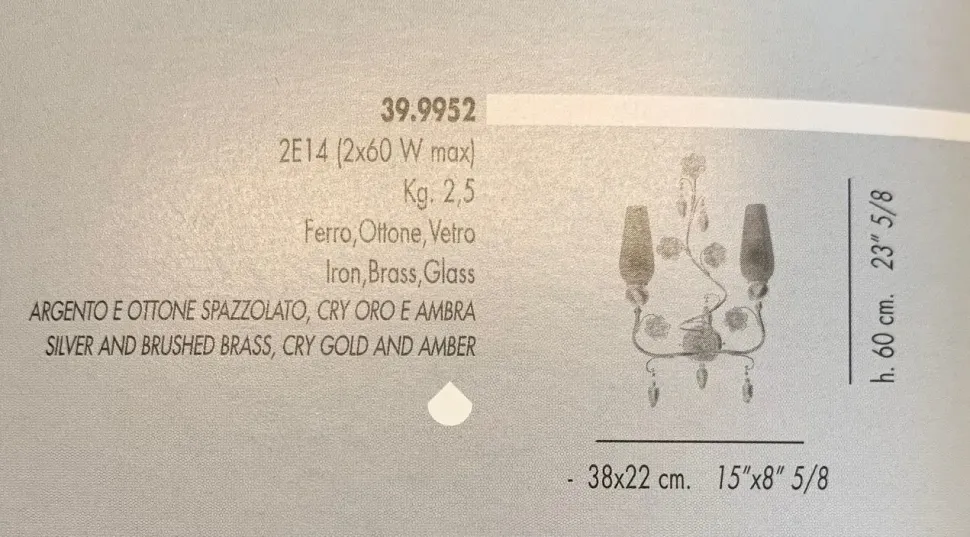 39.9952
2E14 (2x60 W max)
Kg. 2,5
Ferro,Ottone,Vetro
Iron,Brass,Glass
ARGENTO E OTTONE SPAZZOLATO, CRY ORO E AMBRA
SILVER AND BRUSHED BRASS, CRY GOLD AND AMBER
h. 60 cm. 23" 5/8
- 38x22 cm. 15"x8" 5/8